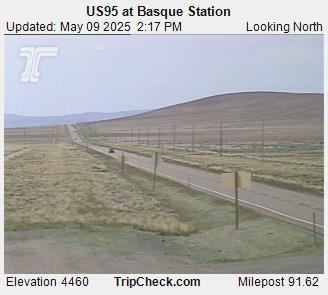 US95 at Basque Station
Updated: May 09 2025 2:17 PM Looking North
Elevation 4460 TripCheck.com Milepost 91.62